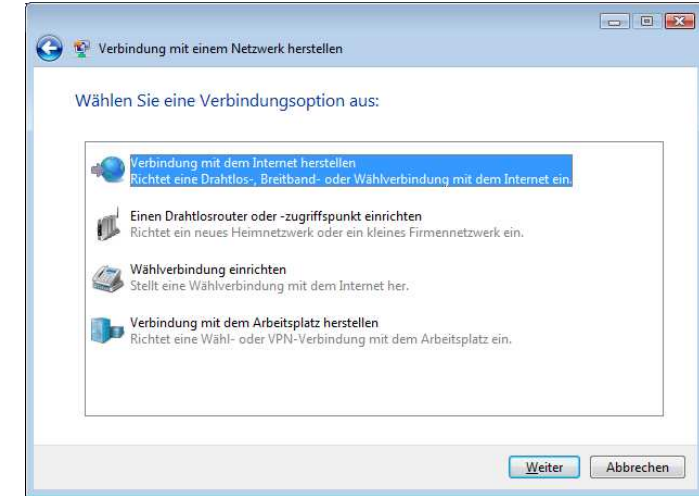 Verbindung mit einem Netzwerk herstellen
Wählen Sie eine Verbindungsoption aus:
Verbindung mit dem Internet herstellen
Richtet eine Drahtlos-, Breitband- oder Wählverbindung mit dem Internet ein.
Einen Drahtlosrouter oder -zugriffspunkt einrichten
Richtet ein neues Heimnetzwerk oder ein kleines Firmennetzwerk ein.
Wählverbindung einrichten
Stellt eine Wählverbindung mit dem Internet her.
Verbindung mit dem Arbeitsplatz herstellen
Richtet eine Wähl- oder VPN-Verbindung mit dem Arbeitsplatz ein.
Weiter Abbrechen